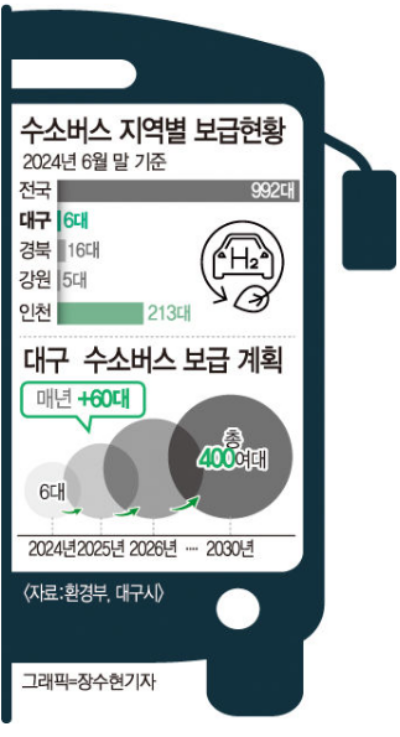 수소버스 지역별 보급현황
2024년 6월 말 기준
전국 992대
대구 6대
경북 16대
강원 5대
인천 213대
H₂
대구 수소버스 보급 계획
매년 +60대
6대
총
400여대
2024년 2025년 2026년 ···· 2030년
〈자료:환경부, 대구시〉
그래픽=장수현기자